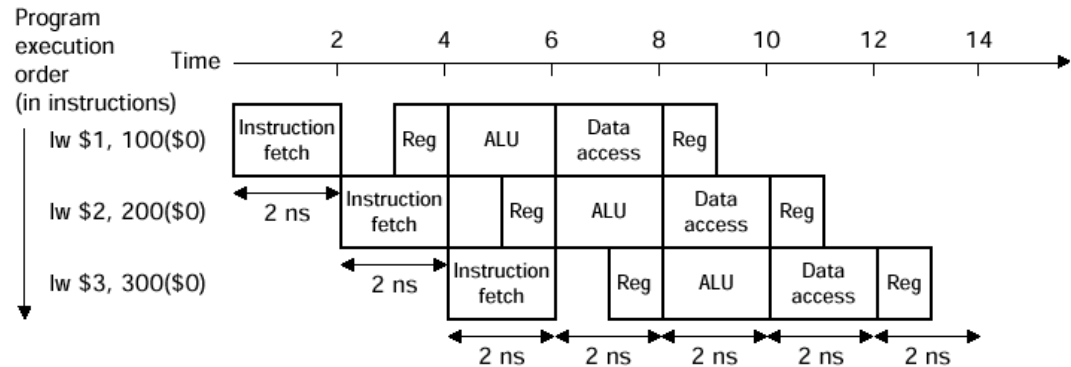 Program
execution
order
(in instructions)
Time
2 4 6 8 10 12 14
lw $1, 100($0)
Instruction
fetch
Reg
ALU
Data
access
Reg
2 ns
lw $2, 200($0)
Instruction
fetch
Reg
ALU
Data
access
Reg
2 ns
lw $3, 300($0)
Instruction
fetch
Reg
ALU
Data
access
Reg
2 ns 2 ns 2 ns 2 ns 2 ns